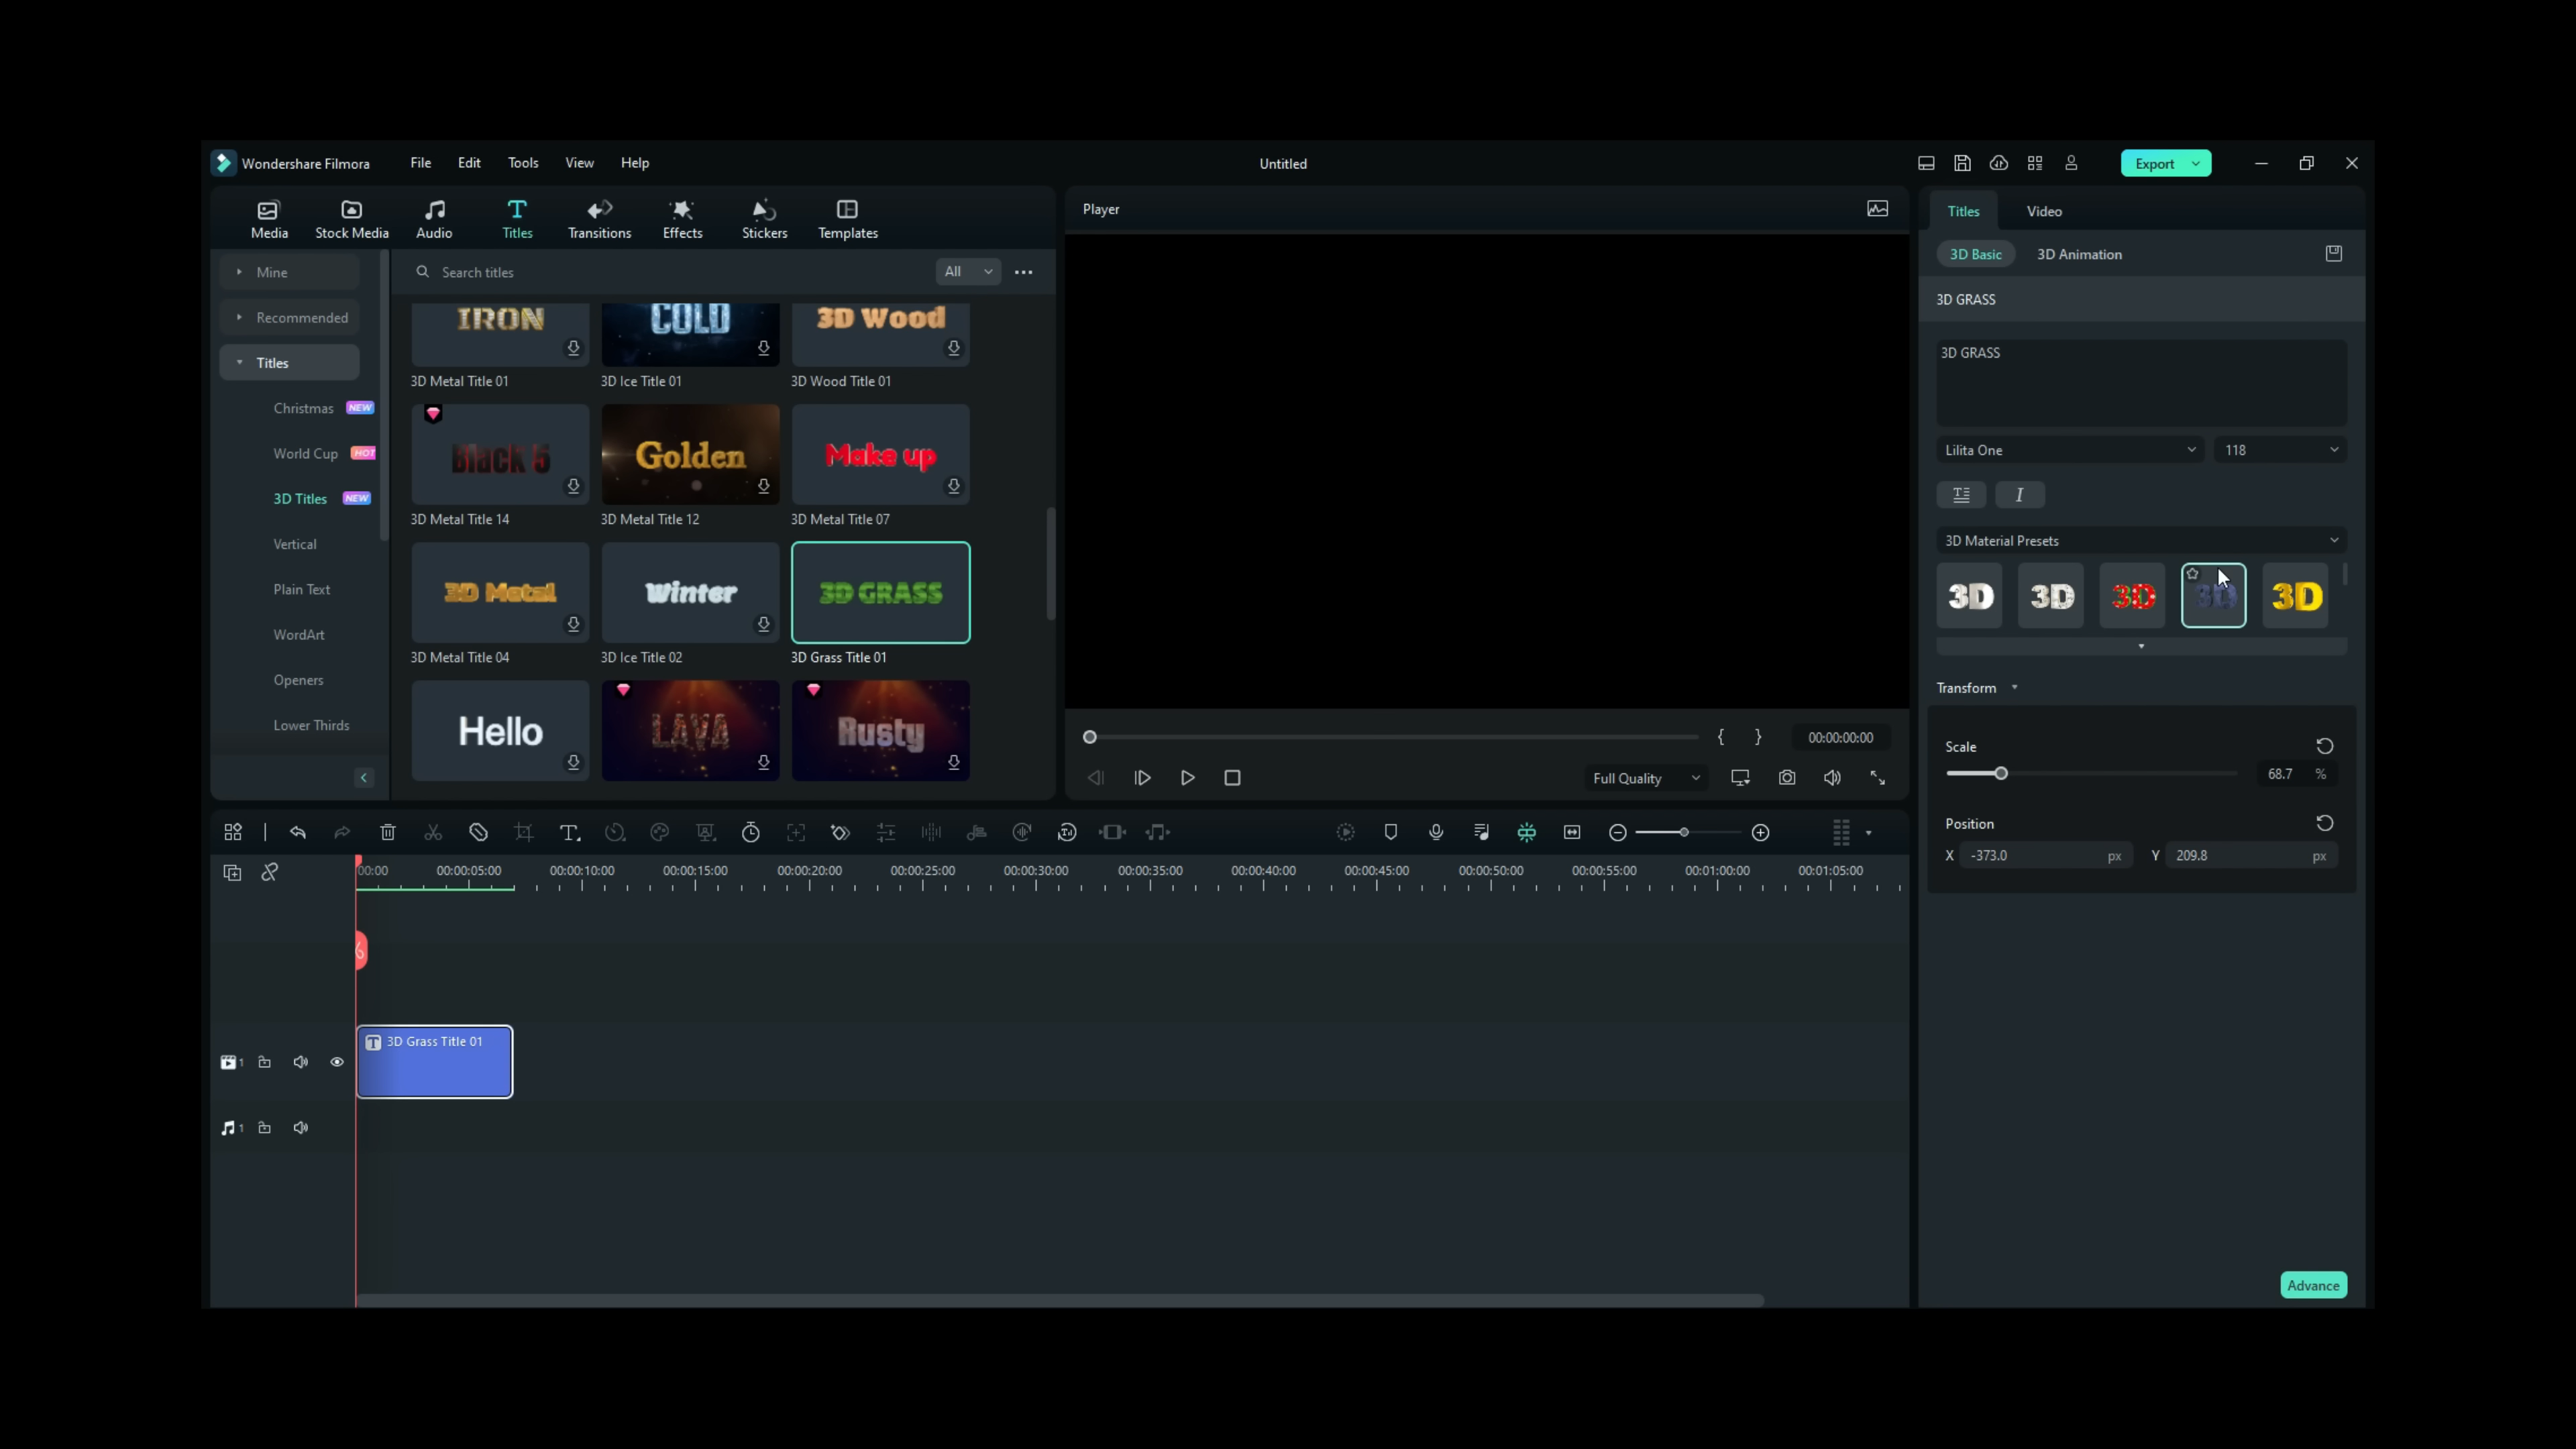 Wondershare Filmora File Edit Tools View Help
Untitled
Export
Media Stock Media Audio Titles Transitions Effects Stickers Templates
Mine
Recommended
Titles
Christmas NEW
World Cup HOT
3D Titles NEW
Vertical
Plain Text
WordArt
Openers
Lower Thirds
Search titles All
IRON COLD 3D Wood
3D Metal Title 01 3D Ice Title 01 3D Wood Title 01
Black 5 Golden Make up
3D Metal Title 14 3D Metal Title 12 3D Metal Title 07
3D Metal Winter 3D GRASS
3D Metal Title 04 3D Ice Title 02 3D Grass Title 01
Hello LAVA Rusty
Player
{ } 00:00:00:00
Full Quality
Titles Video
3D Basic 3D Animation
3D GRASS
3D GRASS
Lilita One 118
I
3D Material Presets
3D 3D 3D 3D 3D
Transform
Scale
68.7 %
Position
X -373.0 px Y 209.8 px
Advance
00:00 00:00:05:00 00:00:10:00 00:00:15:00 00:00:20:00 00:00:25:00 00:00:30:00 00:00:35:00 00:00:40:00 00:00:45:00 00:00:50:00 00:00:55:00 00:01:00:00 00:01:05:00
3D Grass Title 01
1
1